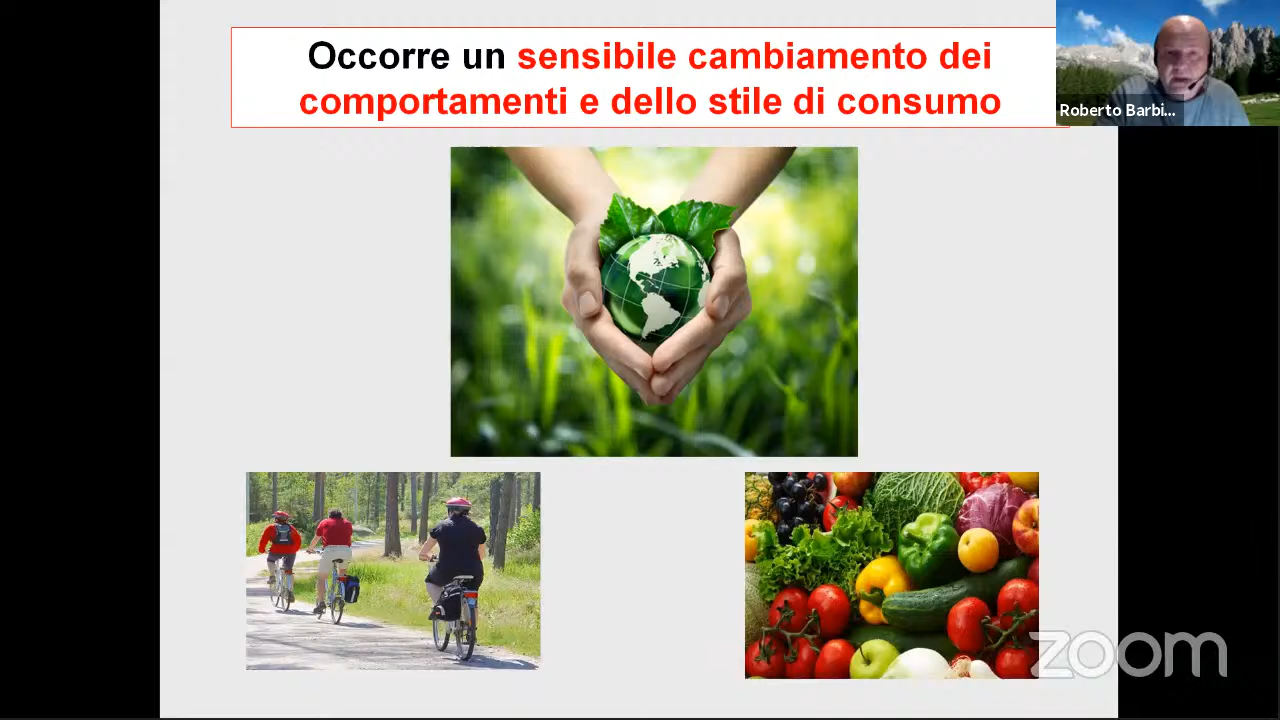 Occorre un sensibile cambiamento dei
comportamenti e dello stile di consumo
Roberto Barbi...
zoom